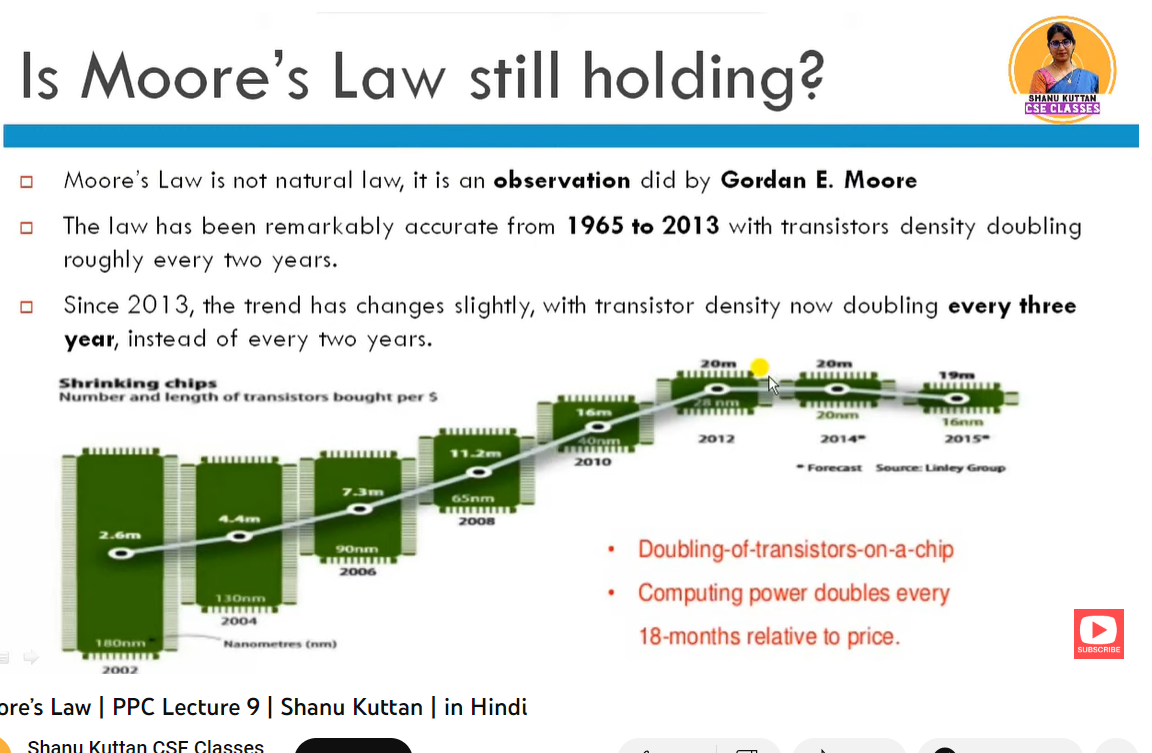 Is Moore's Law still holding?
SHANU KUTTAN
CSE CLASSES
Moore's Law is not natural law, it is an observation did by Gordan E. Moore
The law has been remarkably accurate from 1965 to 2013 with transistors density doubling
roughly every two years.
Since 2013, the trend has changes slightly, with transistor density now doubling every three
year, instead of every two years.
Shrinking chips
Number and length of transistors bought per $
2.6m
180nm
2002
4.4m
130nm
2004
Nanometres (nm)
7.3m
90nm
2006
11.2m
65nm
2008
16m
40nm
2010
20m
28 nm
2012
20m
20nm
2014*
19m
16nm
2015*
* Forecast Source: Linley Group
• Doubling-of-transistors-on-a-chip
• Computing power doubles every
18-months relative to price.
SUBSCRIBE
ore's Law | PPC Lecture 9 | Shanu Kuttan | in Hindi
Shanu Kuttan CSE Classes